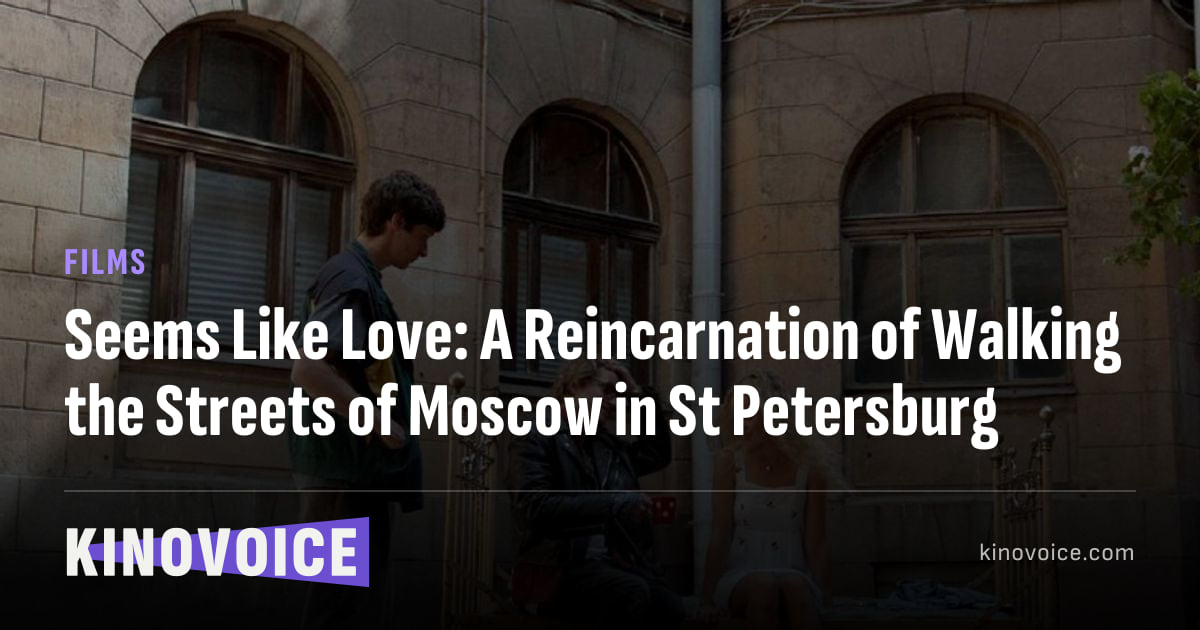 FILMS
Seems Like Love: A Reincarnation of Walking
the Streets of Moscow in St Petersburg
KINOVOICE
kinovoice.com